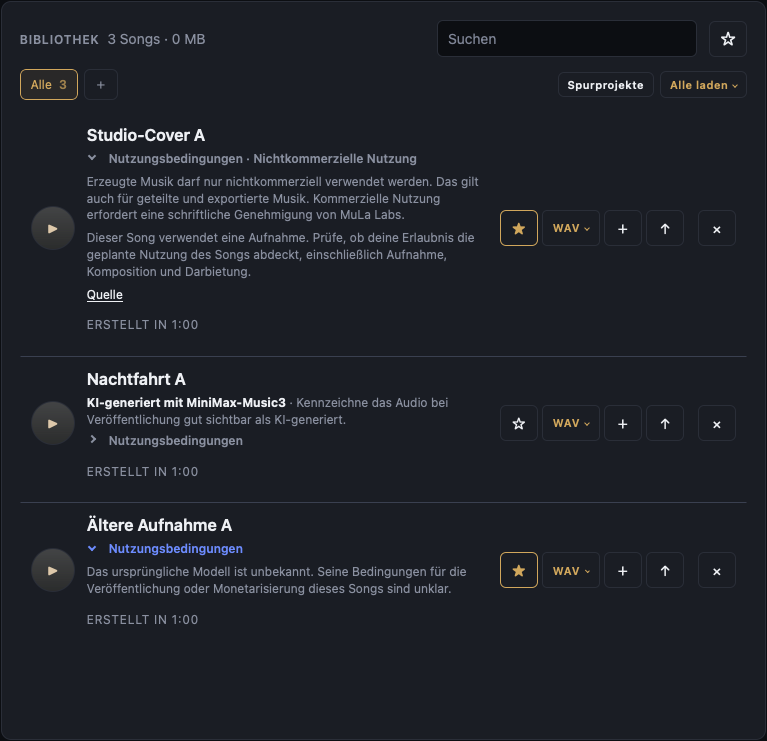 BIBLIOTHEK 3 Songs · 0 MB
Suchen
Alle 3
+
Spurprojekte
Alle laden
Studio-Cover A
Nutzungsbedingungen · Nichtkommerzielle Nutzung
Erzeugte Musik darf nur nichtkommerziell verwendet werden. Das gilt
auch für geteilte und exportierte Musik. Kommerzielle Nutzung
erfordert eine schriftliche Genehmigung von MuLa Labs.
Dieser Song verwendet eine Aufnahme. Prüfe, ob deine Erlaubnis die
geplante Nutzung des Songs abdeckt, einschließlich Aufnahme,
Komposition und Darbietung.
Quelle
ERSTELLT IN 1:00
WAV
Nachtfahrt A
KI-generiert mit MiniMax-Music3 · Kennzeichne das Audio bei
Veröffentlichung gut sichtbar als KI-generiert.
Nutzungsbedingungen
ERSTELLT IN 1:00
WAV
Ältere Aufnahme A
Nutzungsbedingungen
Das ursprüngliche Modell ist unbekannt. Seine Bedingungen für die
Veröffentlichung oder Monetarisierung dieses Songs sind unklar.
ERSTELLT IN 1:00
WAV